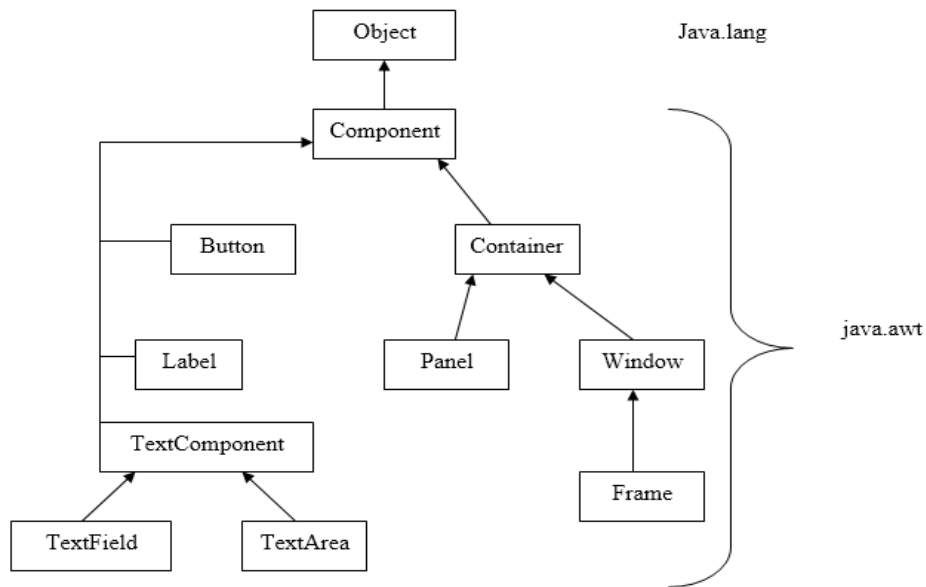 Object
Java.lang
Component
Button
Container
java.awt
Label
Panel
Window
TextComponent
Frame
TextField
TextArea